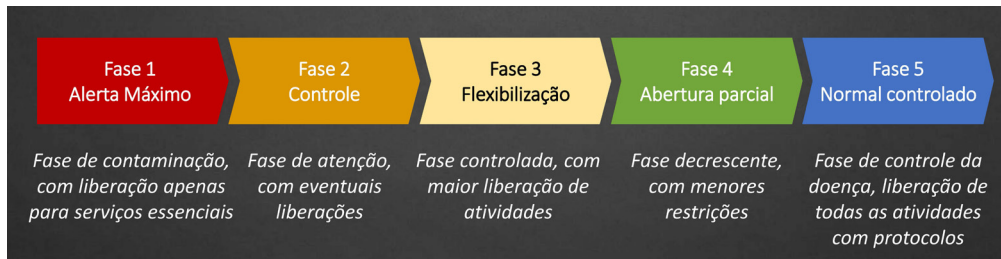 Fase 1
Alerta Máximo
Fase 2
Controle
Fase 3
Flexibilização
Fase 4
Abertura parcial
Fase 5
Normal controlado
Fase de contaminação,
com liberação apenas
para serviços essenciais
Fase de atenção,
com eventuais
liberações
Fase controlada, com
maior liberação de
atividades
Fase decrescente,
com menores
restrições
Fase de controle da
doença, liberação de
todas as atividades
com protocolos